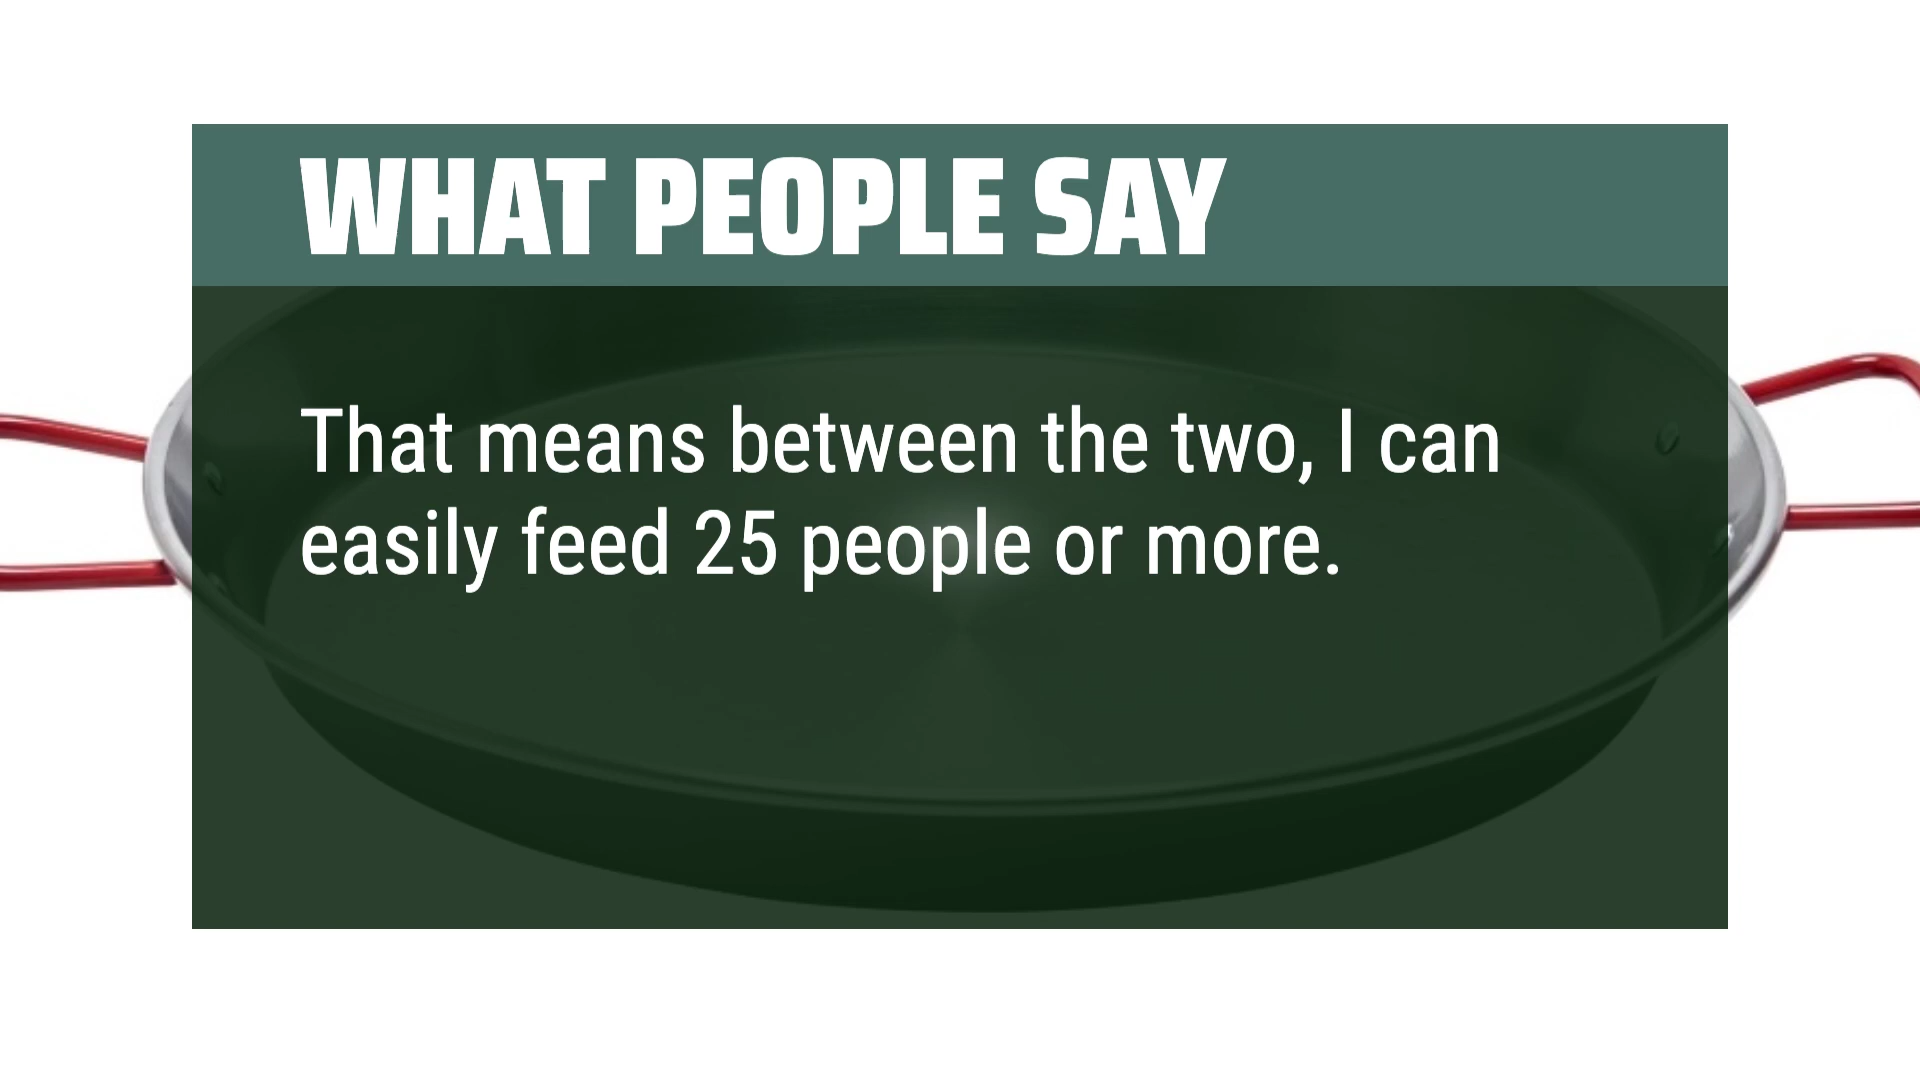 WHAT PEOPLE SAY
That means between the two, I can
easily feed 25 people or more.